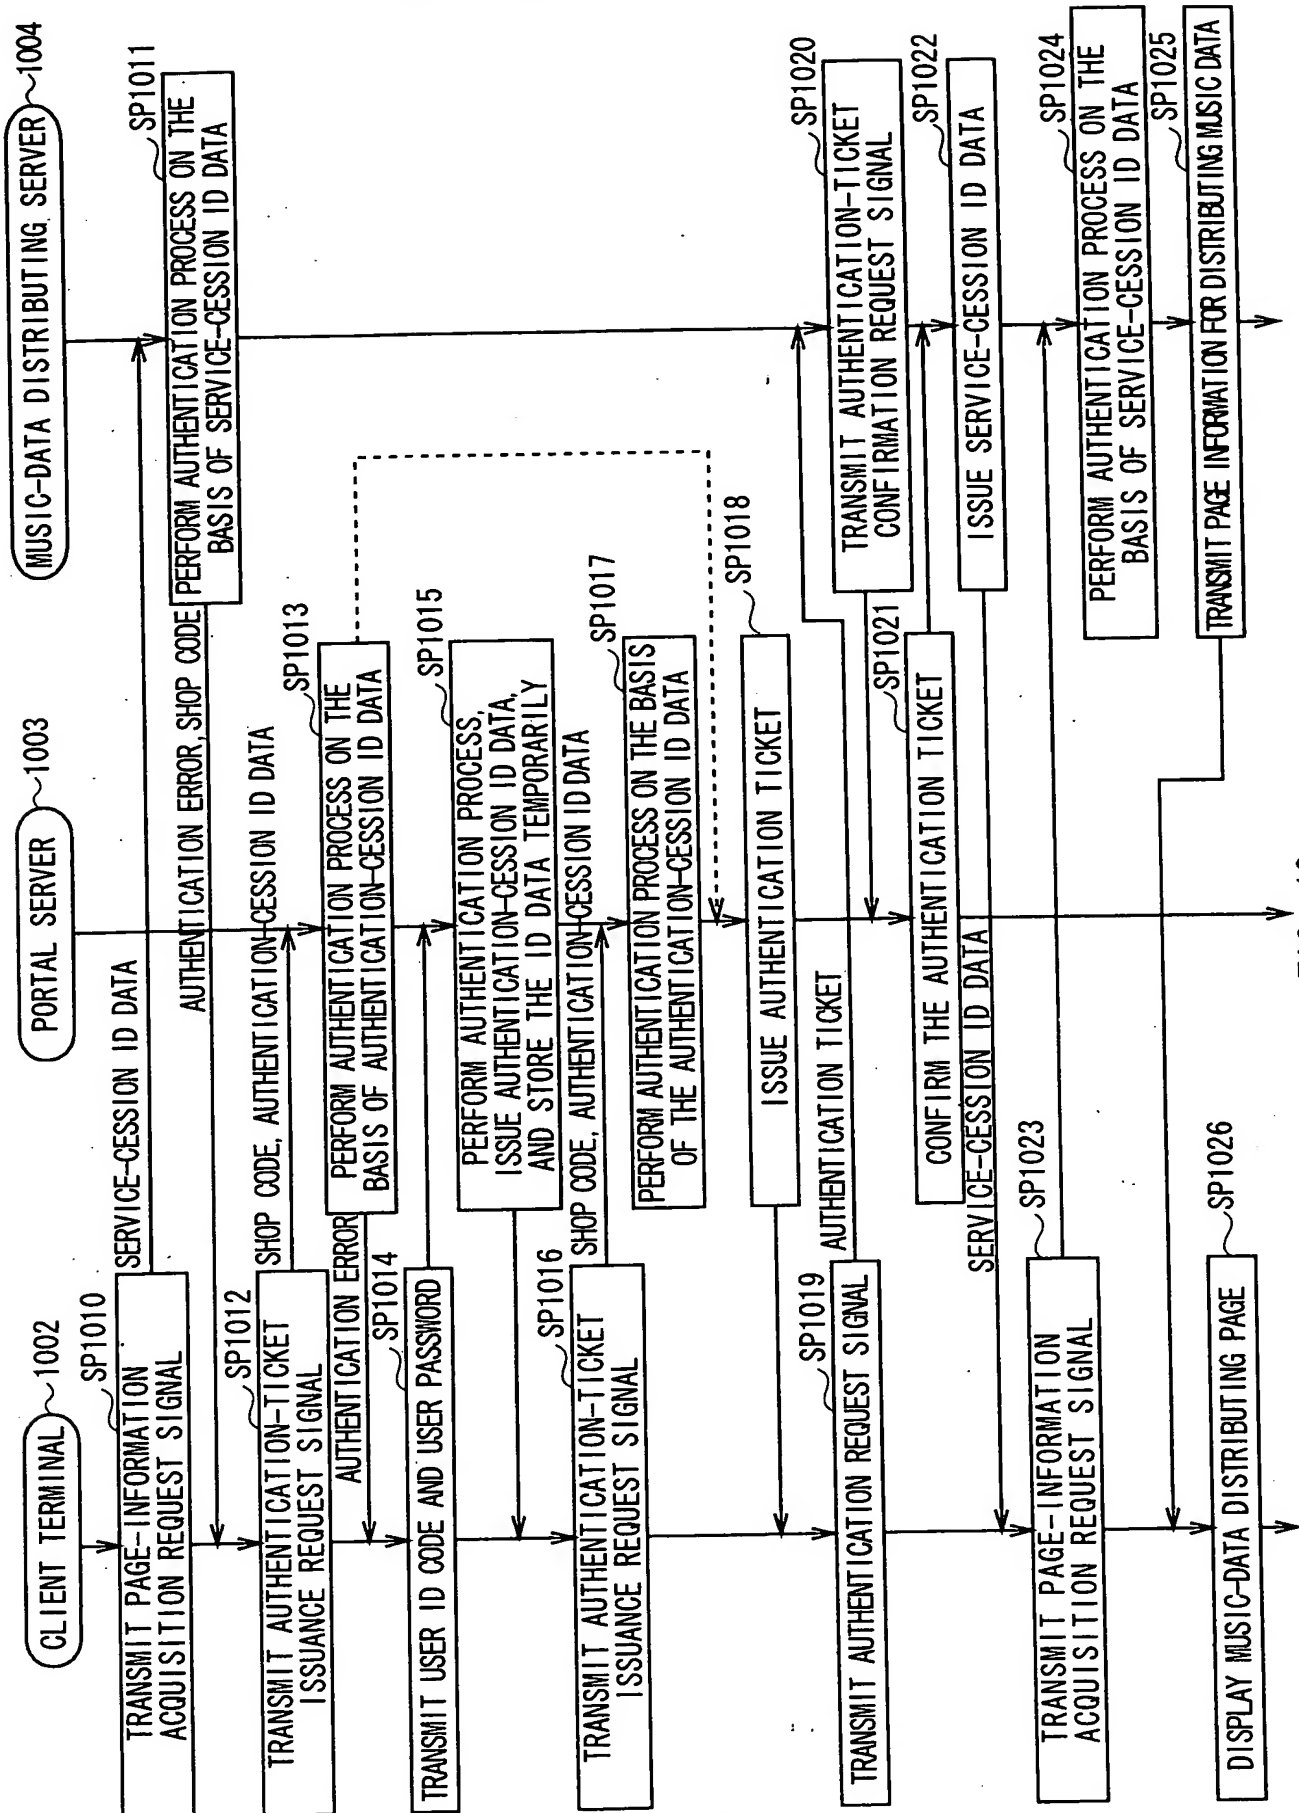 CLIENT TERMINAL
1002
PORTAL SERVER
1003
MUSIC-DATA DISTRIBUTING SERVER
1004
SP1010
TRANSMIT PAGE-INFORMATION
ACQUISITION REQUEST SIGNAL
SERVICE-CESSION ID DATA
SP1011
PERFORM AUTHENTICATION PROCESS ON THE
BASIS OF SERVICE-CESSION ID DATA
AUTHENTICATION ERROR, SHOP CODE
SP1012
TRANSMIT AUTHENTICATION-TICKET
ISSUANCE REQUEST SIGNAL
SHOP CODE, AUTHENTICATION-CESSION ID DATA
SP1013
PERFORM AUTHENTICATION PROCESS ON THE
BASIS OF AUTHENTICATION-CESSION ID DATA
AUTHENTICATION ERROR
SP1014
TRANSMIT USER ID CODE AND USER PASSWORD
SP1015
PERFORM AUTHENTICATION PROCESS,
ISSUE AUTHENTICATION-CESSION ID DATA,
AND STORE THE ID DATA TEMPORARILY
SP1016
TRANSMIT AUTHENTICATION-TICKET
ISSUANCE REQUEST SIGNAL
SHOP CODE, AUTHENTICATION-CESSION ID DATA
SP1017
PERFORM AUTHENTICATION PROCESS ON THE BASIS
OF THE AUTHENTICATION-CESSION ID DATA
SP1018
ISSUE AUTHENTICATION TICKET
SP1019
TRANSMIT AUTHENTICATION REQUEST SIGNAL
AUTHENTICATION TICKET
SP1020
TRANSMIT AUTHENTICATION-TICKET
CONFIRMATION REQUEST SIGNAL
SP1021
CONFIRM THE AUTHENTICATION TICKET
SP1022
ISSUE SERVICE-CESSION ID DATA
SERVICE-CESSION ID DATA
SP1023
TRANSMIT PAGE-INFORMATION
ACQUISITION REQUEST SIGNAL
SP1024
PERFORM AUTHENTICATION PROCESS ON THE
BASIS OF SERVICE-CESSION ID DATA
SP1025
TRANSMIT PAGE INFORMATION FOR DISTRIBUTING MUSIC DATA
SP1026
DISPLAY MUSIC-DATA DISTRIBUTING PAGE